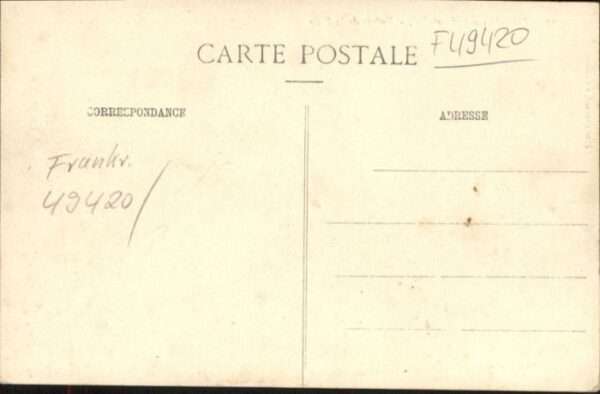 CARTE POSTALE
F49420
CORRESPONDANCE
ADRESSE
Frankr.
49420/